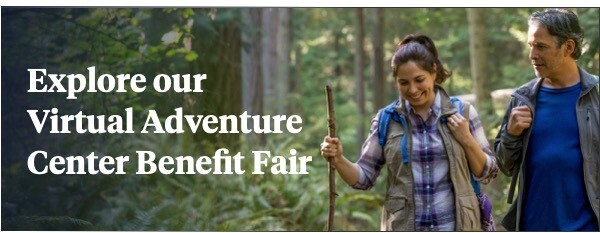 Explore our
Virtual Adventure
Center Benefit Fair